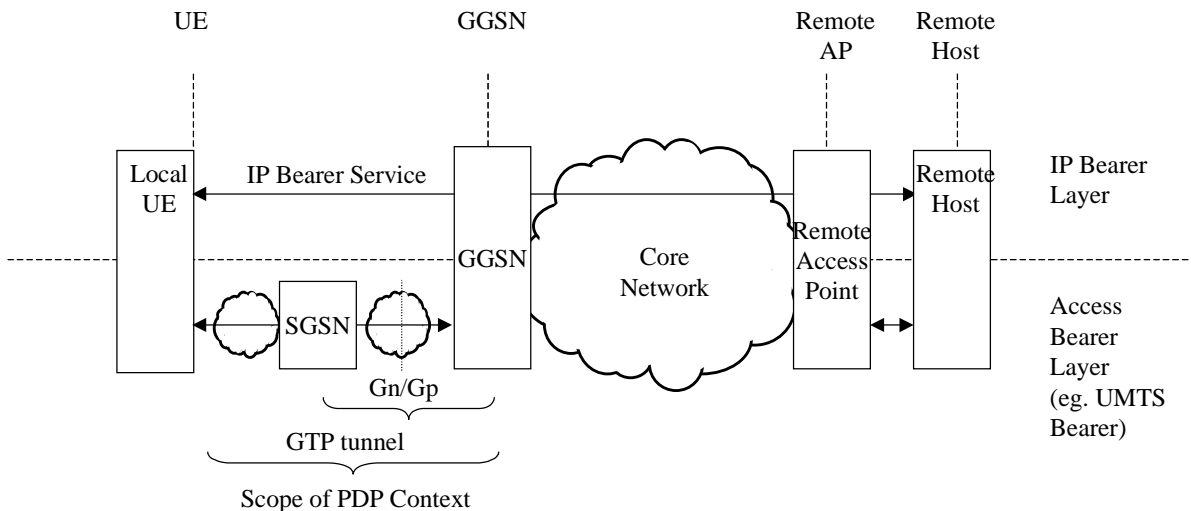 UE
GGSN
Remote
AP
Remote
Host
Local
UE
IP Bearer Service
GGSN
Core
Network
Remote
Access
Point
Remote
Host
IP Bearer
Layer
SGSN
Gn/Gp
GTP tunnel
Scope of PDP Context
Access
Bearer
Layer
(eg. UMTS
Bearer)